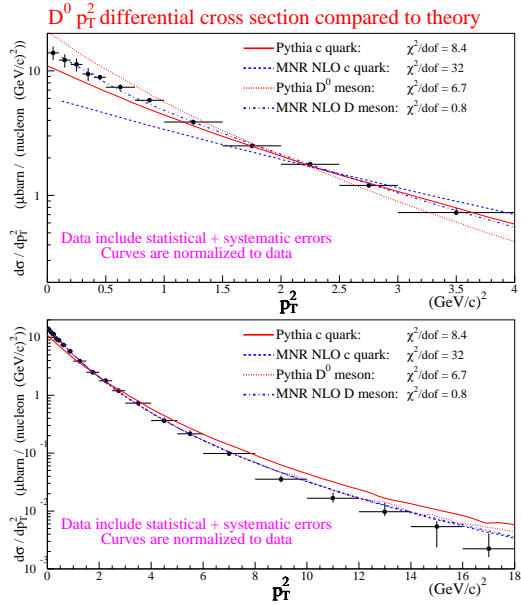 D⁰ p_T² differential cross section compared to theory
dσ / dp_T² (μbarn / (nucleon (GeV/c)²))
10
1
Pythia c quark: χ²/dof = 8.4
MNR NLO c quark: χ²/dof = 32
Pythia D⁰ meson: χ²/dof = 6.7
MNR NLO D meson: χ²/dof = 0.8
Data include statistical + systematic errors
Curves are normalized to data
0 0.5 1 1.5 2 2.5 3 3.5 4
p_T² (GeV/c)²
dσ / dp_T² (μbarn / (nucleon (GeV/c)²))
10
1
10⁻¹
10⁻²
10⁻³
Pythia c quark: χ²/dof = 8.4
MNR NLO c quark: χ²/dof = 32
Pythia D⁰ meson: χ²/dof = 6.7
MNR NLO D meson: χ²/dof = 0.8
Data include statistical + systematic errors
Curves are normalized to data
0 2 4 6 8 10 12 14 16 18
p_T² (GeV/c)²